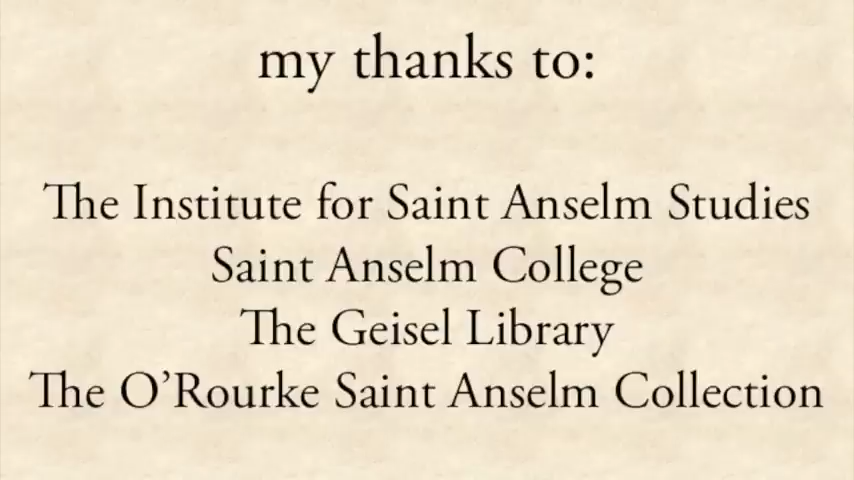 my thanks to:
The Institute for Saint Anselm Studies
Saint Anselm College
The Geisel Library
The O’Rourke Saint Anselm Collection